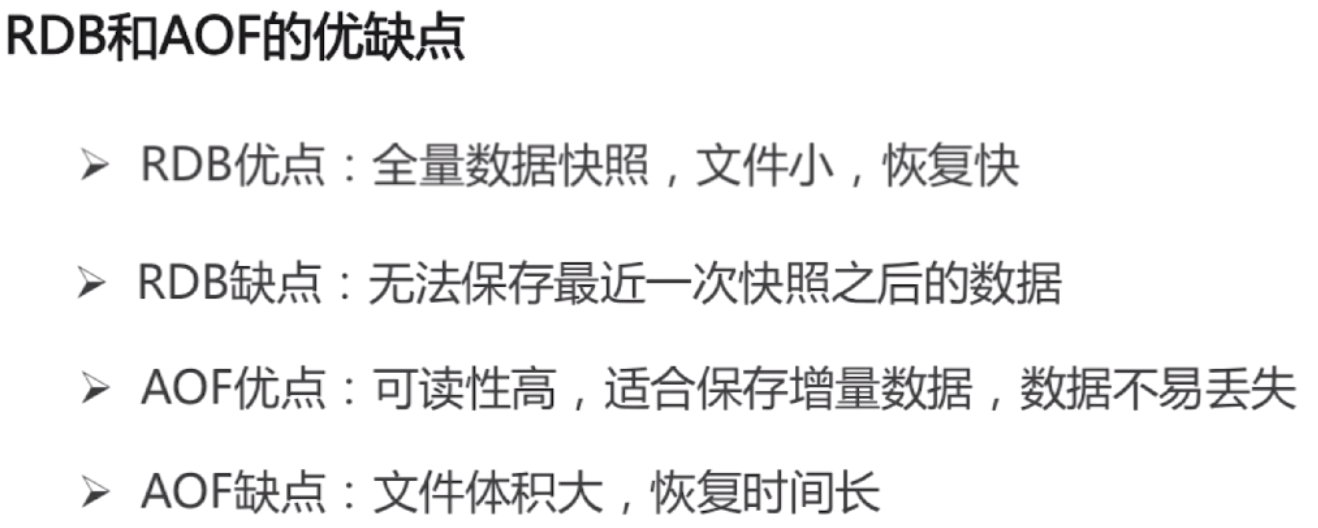 RDB和AOF的优缺点
➢ RDB优点：全量数据快照，文件小，恢复快
➢ RDB缺点：无法保存最近一次快照之后的数据
➢ AOF优点：可读性高，适合保存增量数据，数据不易丢失
➢ AOF缺点：文件体积大，恢复时间长